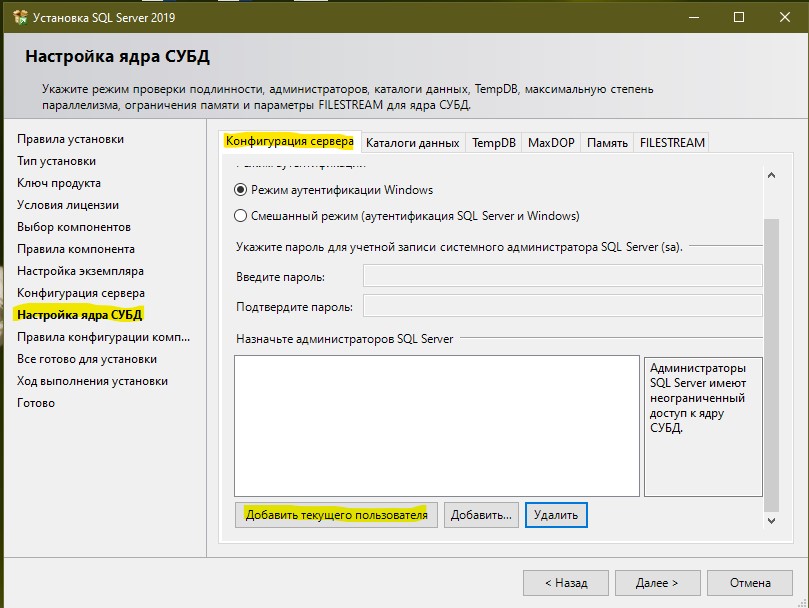 Установка SQL Server 2019
Настройка ядра СУБД
Укажите режим проверки подлинности, администраторов, каталоги данных, TempDB, максимальную степень
параллелизма, ограничения памяти и параметры FILESTREAM для ядра СУБД.
Правила установки
Тип установки
Ключ продукта
Условия лицензии
Выбор компонентов
Правила компонента
Настройка экземпляра
Конфигурация сервера
Настройка ядра СУБД
Правила конфигурации комп...
Все готово для установки
Ход выполнения установки
Готово
Конфигурация сервера Каталоги данных TempDB MaxDOP Память FILESTREAM
Режим аутентификации
Режим аутентификации Windows
Смешанный режим (аутентификация SQL Server и Windows)
Укажите пароль для учетной записи системного администратора SQL Server (sa).
Введите пароль:
Подтвердите пароль:
Назначьте администраторов SQL Server
Администраторы
SQL Server имеют
неограниченный
доступ к ядру
СУБД.
Добавить текущего пользователя Добавить... Удалить
< Назад Далее > Отмена